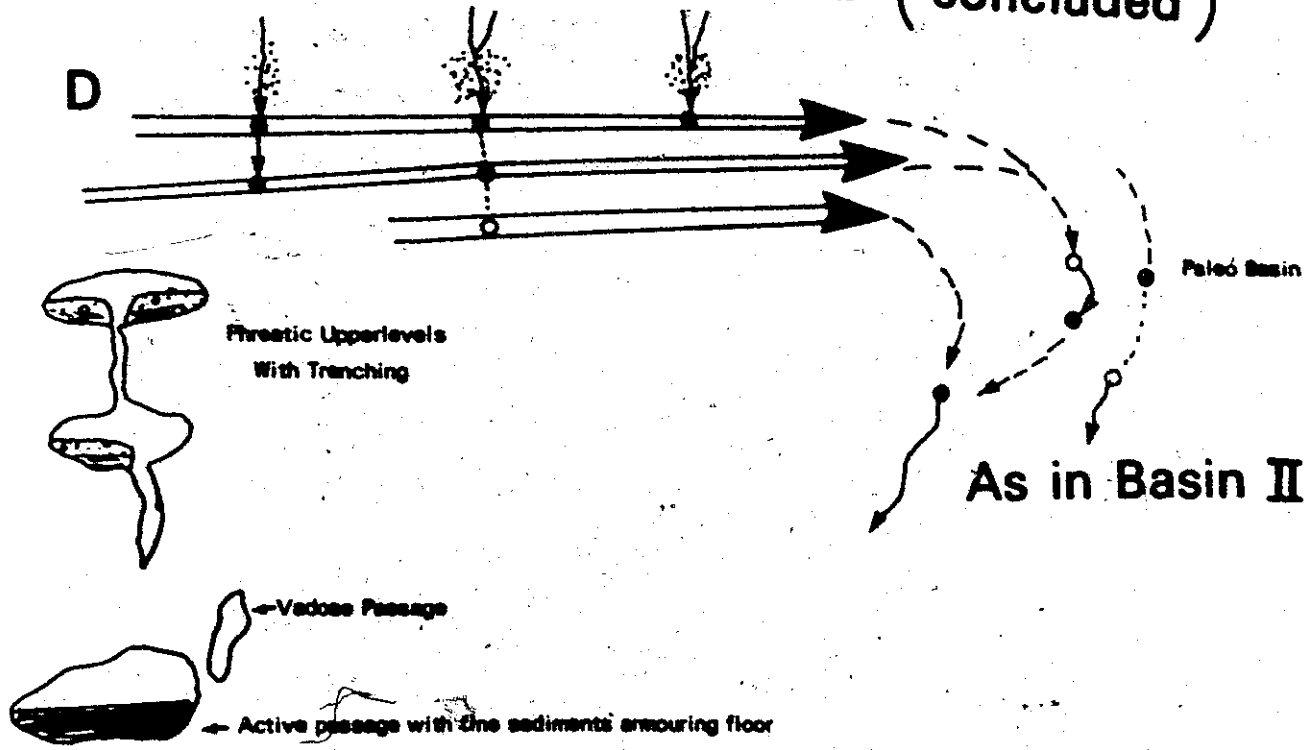 ( concluded )
D
Paleó Basin
Phreatic Upperlevels
With Trenching
As in Basin II
Vadose Passage
Active passage with fine sediments armouring floor